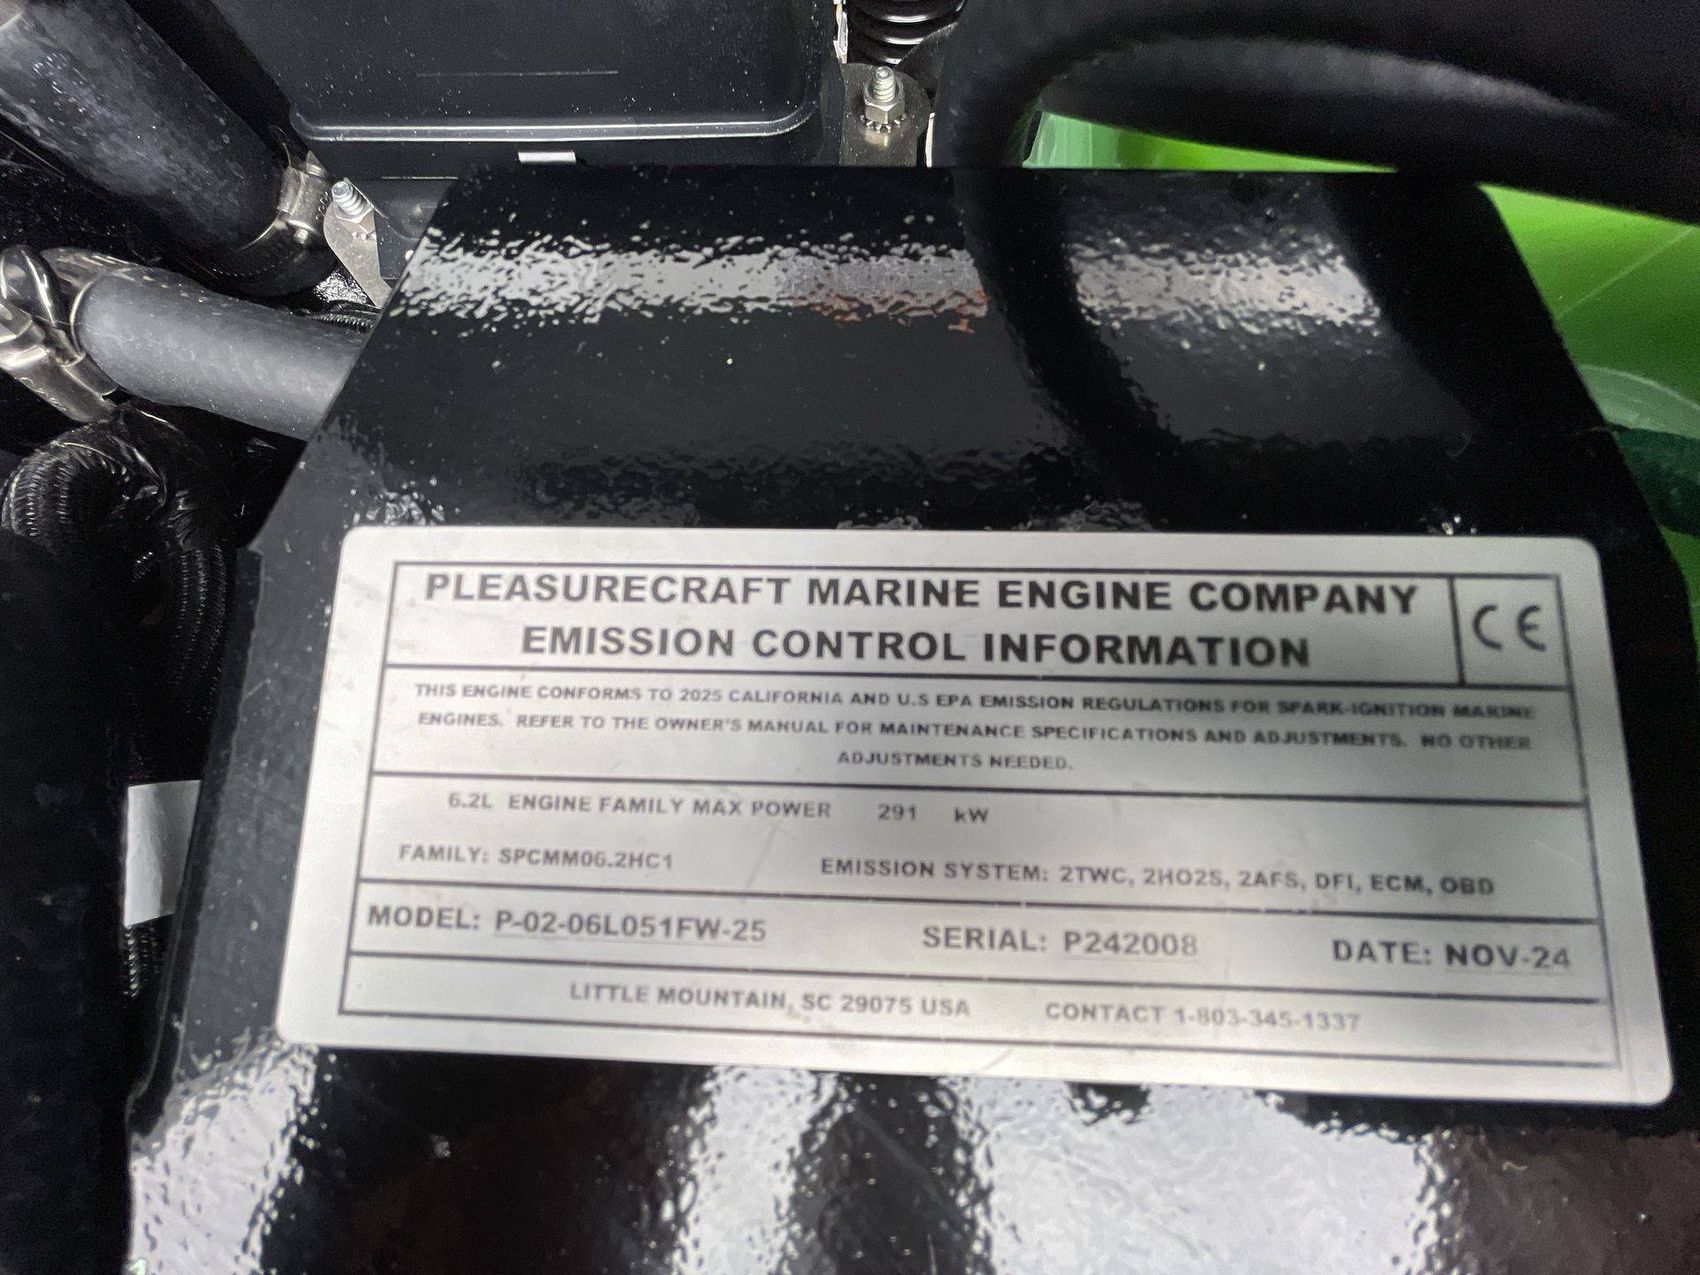 PLEASURECRAFT MARINE ENGINE COMPANY
EMISSION CONTROL INFORMATION
CE
THIS ENGINE CONFORMS TO 2025 CALIFORNIA AND U.S EPA EMISSION REGULATIONS FOR SPARK-IGNITION MARINE
ENGINES. REFER TO THE OWNER'S MANUAL FOR MAINTENANCE SPECIFICATIONS AND ADJUSTMENTS. NO OTHER
ADJUSTMENTS NEEDED.
6.2L ENGINE FAMILY MAX POWER 291 kW
FAMILY: SPCMM06.2HC1 EMISSION SYSTEM: 2TWC, 2HO2S, 2AFS, DFI, ECM, OBD
MODEL: P-02-06L051FW-25 SERIAL: P242008 DATE: NOV-24
LITTLE MOUNTAIN, SC 29075 USA CONTACT 1-803-345-1337